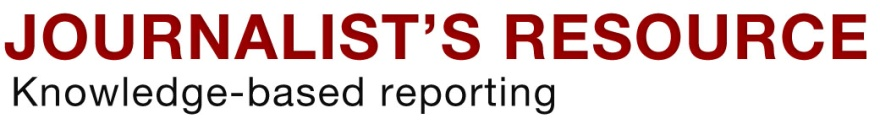 JOURNALIST’S RESOURCE
Knowledge-based reporting